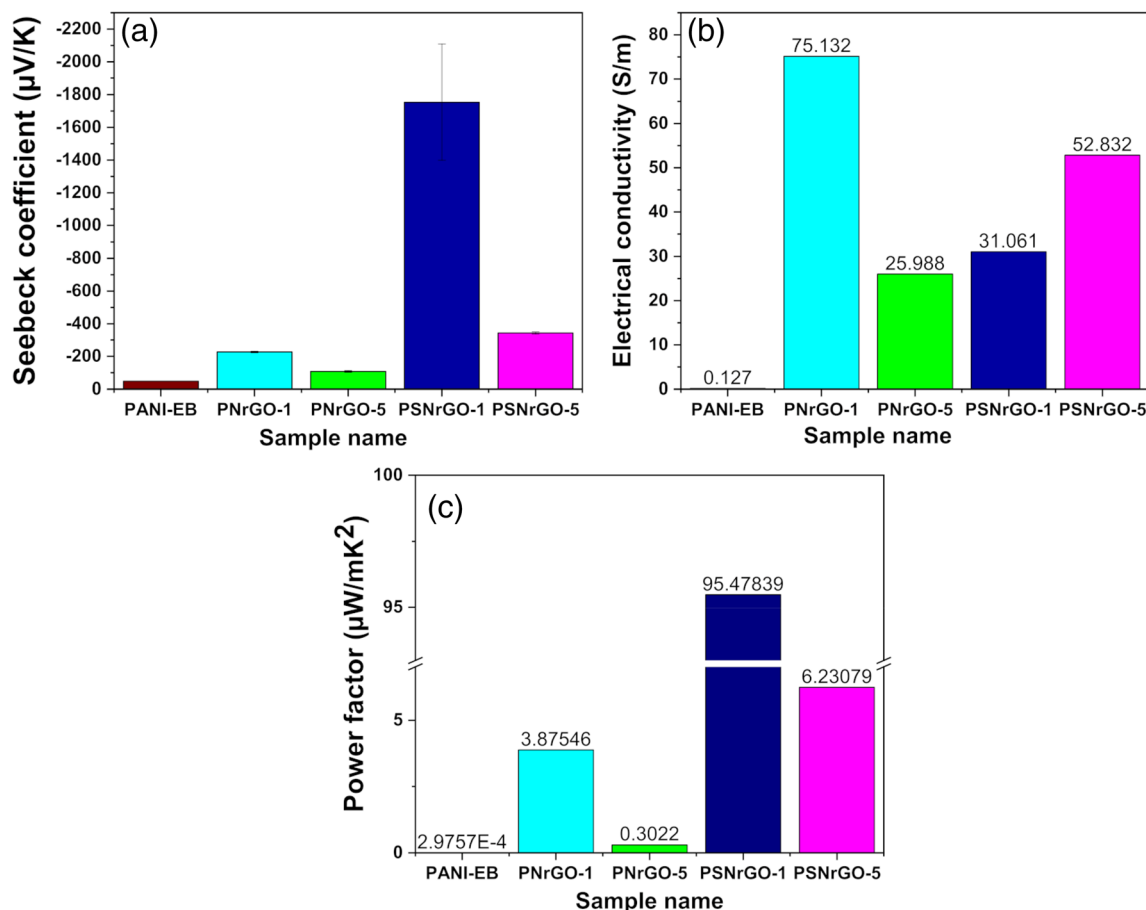 (a)
Seebeck coefficient (µV/K)
-2200
-2000
-1800
-1600
-1400
-1200
-1000
-800
-600
-400
-200
0
PANI-EB PNrGO-1 PNrGO-5 PSNrGO-1 PSNrGO-5
Sample name
(b)
Electrical conductivity (S/m)
80
70
60
50
40
30
20
10
0
0.127
75.132
25.988
31.061
52.832
PANI-EB PNrGO-1 PNrGO-5 PSNrGO-1 PSNrGO-5
Sample name
(c)
Power factor (µW/mK²)
100
95
5
0
2.9757E-4
3.87546
0.3022
95.47839
6.23079
PANI-EB PNrGO-1 PNrGO-5 PSNrGO-1 PSNrGO-5
Sample name